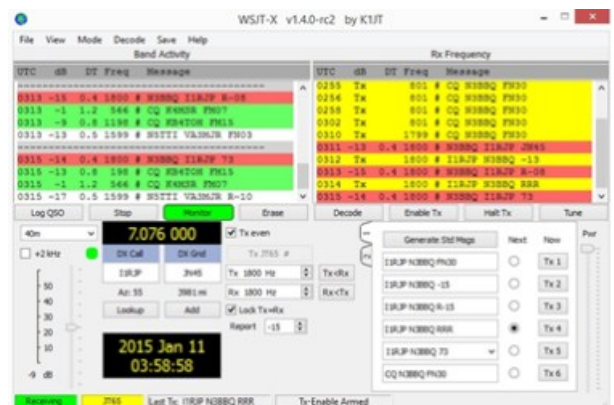 WSJT-X v1.4.0-rc2 by K1JT
File View Mode Decode Save Help
Band Activity
Rx Frequency
UTC dB DT Freq Message
UTC dB DT Freq Message
0313 -15 0.4 1800 # N3BBQ I1RJP R-08
0313 -1 1.2 566 # CQ K4MSR FM07
0313 -9 0.8 1198 # CQ KB4TOH FM15
0313 -13 0.5 1599 # N5TTI VA3MJR FN03
0315 -14 0.4 1800 # N3BBQ I1RJP 73
0315 -13 0.8 198 # CQ KB4TOH FM15
0315 -1 1.2 566 # CQ K4MSR FM07
0315 -17 0.5 1599 # N5TTI VA3MJR R-10
0255 Tx 801 # CQ N3BBQ FN30
0256 Tx 801 # CQ N3BBQ FN30
0258 Tx 801 # CQ N3BBQ FN30
0302 Tx 801 # CQ N3BBQ FN30
0310 Tx 1799 # CQ N3BBQ FN30
0311 -13 0.4 1800 # N3BBQ I1RJP JN45
0312 Tx 1800 # I1RJP N3BBQ -13
0313 -15 0.4 1800 # N3BBQ I1RJP R-08
0314 Tx 1800 # I1RJP N3BBQ RRR
0315 -14 0.4 1800 # N3BBQ I1RJP 73
Log QSO Stop Monitor Erase Decode Enable Tx Halt Tx Tune
40m
7.076 000
Tx even
+2 kHz
DX Call DX Grid
Tx JT65 #
I1RJP JN45
Tx 1800 Hz
Tx<Rx
Az: 55 3981 mi
Rx 1800 Hz
Rx<Tx
Lookup Add
Lock Tx=Rx
Report -15
50
40
30
20
10
-9 dB
2015 Jan 11
03:58:58
Generate Std Msgs Next Now Pwr
I1RJP N3BBQ FN30 Tx 1
I1RJP N3BBQ -15 Tx 2
I1RJP N3BBQ R-15 Tx 3
I1RJP N3BBQ RRR Tx 4
I1RJP N3BBQ 73 Tx 5
CQ N3BBQ FN30 Tx 6
Receiving JT65 Last Tx: I1RJP N3BBQ RRR Tx-Enable Armed